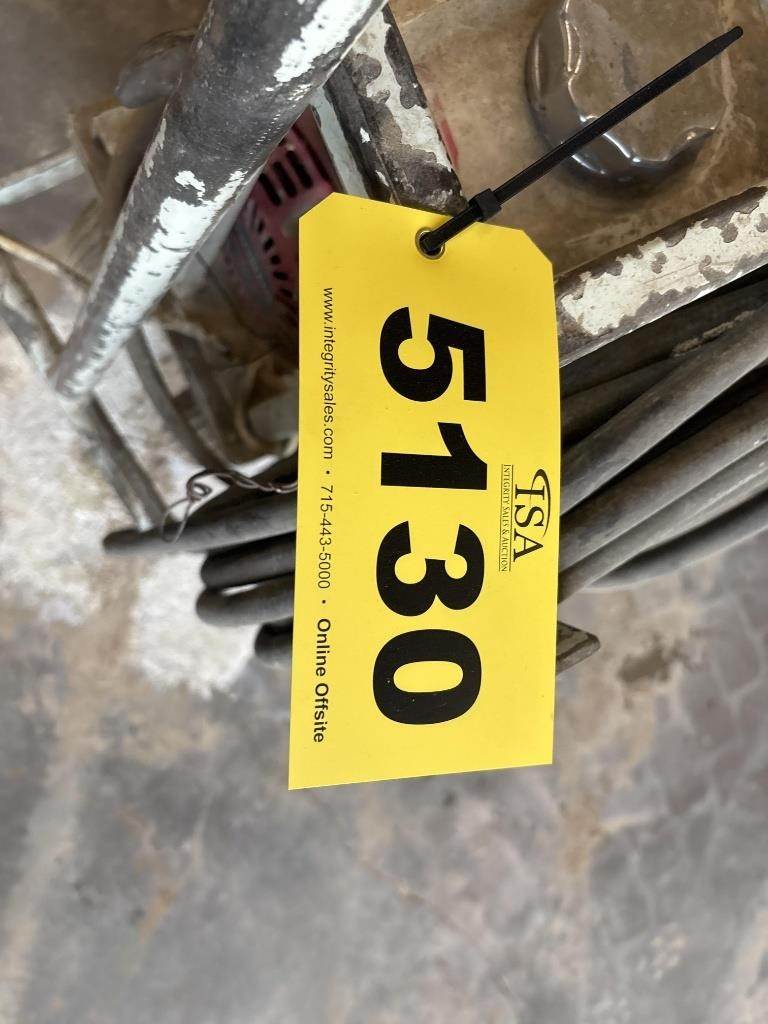 ISA
INTEGRITY SALES & AUCTION
5130
www.integritysales.com • 715-443-5000 • Online Offsite